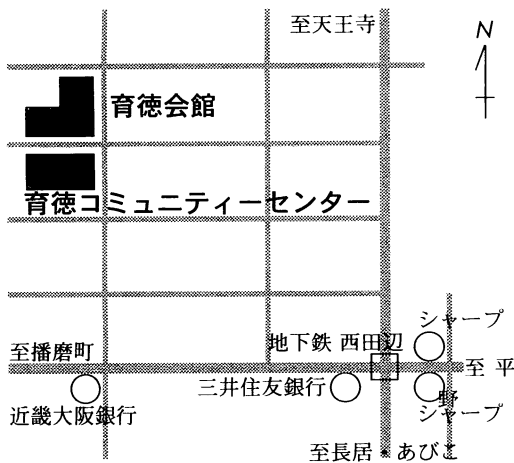 至天王寺
N
育徳会館
育徳コミュニティーセンター
シャープ
地下鉄 西田辺
至播磨町
至 平
野
三井住友銀行
近畿大阪銀行
シャープ
至長居・あびこ